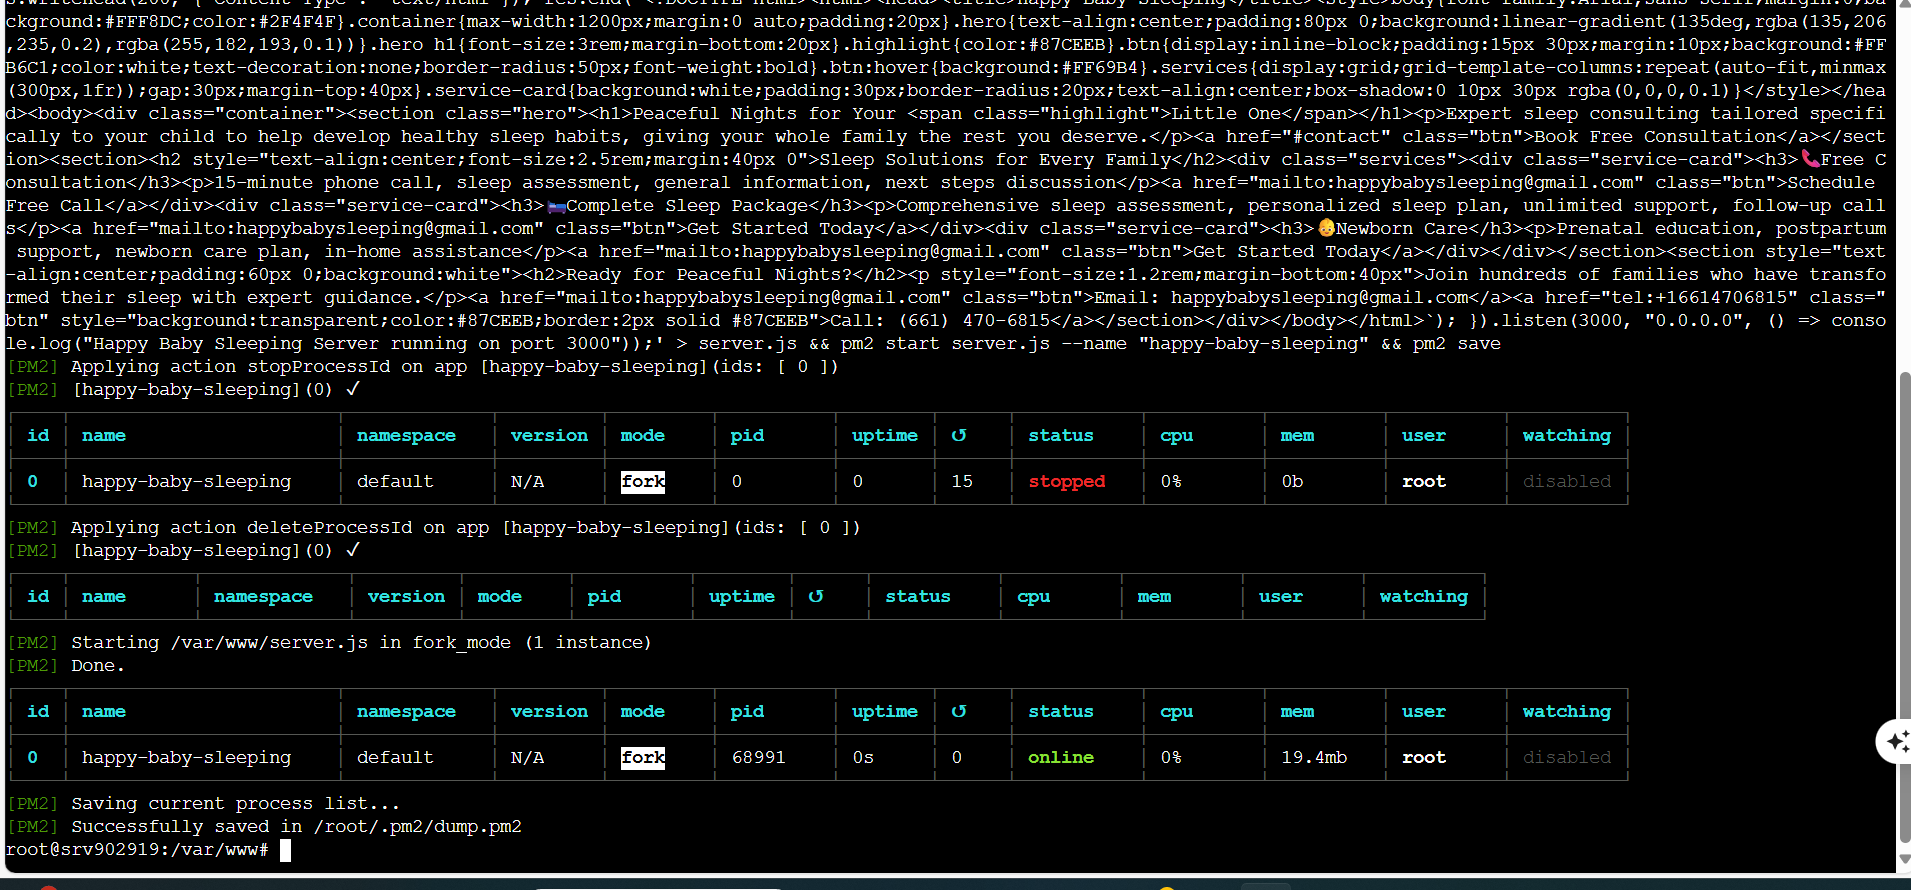 ckground:#FFF8DC;color:#2F4F4F}.container{max-width:1200px;margin:0 auto;padding:20px}.hero{text-align:center;padding:80px 0;background:linear-gradient(135deg,rgba(135,206
,235,0.2),rgba(255,182,193,0.1))}.hero h1{font-size:3rem;margin-bottom:20px}.highlight{color:#87CEEB}.btn{display:inline-block;padding:15px 30px;margin:10px;background:#FF
B6C1;color:white;text-decoration:none;border-radius:50px;font-weight:bold}.btn:hover{background:#FF69B4}.services{display:grid;grid-template-columns:repeat(auto-fit,minmax
(300px,1fr));gap:30px;margin-top:40px}.service-card{background:white;padding:30px;border-radius:20px;text-align:center;box-shadow:0 10px 30px rgba(0,0,0,0.1)}</style></hea
d><body><div class="container"><section class="hero"><h1>Peaceful Nights for Your <span class="highlight">Little One</span></h1><p>Expert sleep consulting tailored specifi
cally to your child to help develop healthy sleep habits, giving your whole family the rest you deserve.</p><a href="#contact" class="btn">Book Free Consultation</a></sect
ion><section><h2 style="text-align:center;font-size:2.5rem;margin:40px 0">Sleep Solutions for Every Family</h2><div class="services"><div class="service-card"><h3>📞Free C
onsultation</h3><p>15-minute phone call, sleep assessment, general information, next steps discussion</p><a href="mailto:happybabysleeping@gmail.com" class="btn">Schedule
Free Call</a></div><div class="service-card"><h3>🛏Complete Sleep Package</h3><p>Comprehensive sleep assessment, personalized sleep plan, unlimited support, follow-up call
s</p><a href="mailto:happybabysleeping@gmail.com" class="btn">Get Started Today</a></div><div class="service-card"><h3>👶Newborn Care</h3><p>Prenatal education, postpartum
 support, newborn care plan, in-home assistance</p><a href="mailto:happybabysleeping@gmail.com" class="btn">Get Started Today</a></div></div></section><section style="text
-align:center;padding:60px 0;background:white"><h2>Ready for Peaceful Nights?</h2><p style="font-size:1.2rem;margin-bottom:40px">Join hundreds of families who have transfo
rmed their sleep with expert guidance.</p><a href="mailto:happybabysleeping@gmail.com" class="btn">Email: happybabysleeping@gmail.com</a><a href="tel:+16614706815" class="
btn" style="background:transparent;color:#87CEEB;border:2px solid #87CEEB">Call: (661) 470-6815</a></section></div></body></html>`); }).listen(3000, "0.0.0.0", () => conso
le.log("Happy Baby Sleeping Server running on port 3000"));' > server.js && pm2 start server.js --name "happy-baby-sleeping" && pm2 save
[PM2] Applying action stopProcessId on app [happy-baby-sleeping](ids: [ 0 ])
[PM2] [happy-baby-sleeping](0) ✓
id name namespace version mode pid uptime ↺ status cpu mem user watching
0 happy-baby-sleeping default N/A fork 0 0 15 stopped 0% 0b root disabled
[PM2] Applying action deleteProcessId on app [happy-baby-sleeping](ids: [ 0 ])
[PM2] [happy-baby-sleeping](0) ✓
id name namespace version mode pid uptime ↺ status cpu mem user watching
[PM2] Starting /var/www/server.js in fork_mode (1 instance)
[PM2] Done.
id name namespace version mode pid uptime ↺ status cpu mem user watching
0 happy-baby-sleeping default N/A fork 68991 0s 0 online 0% 19.4mb root disabled
[PM2] Saving current process list...
[PM2] Successfully saved in /root/.pm2/dump.pm2
root@srv902919:/var/www#